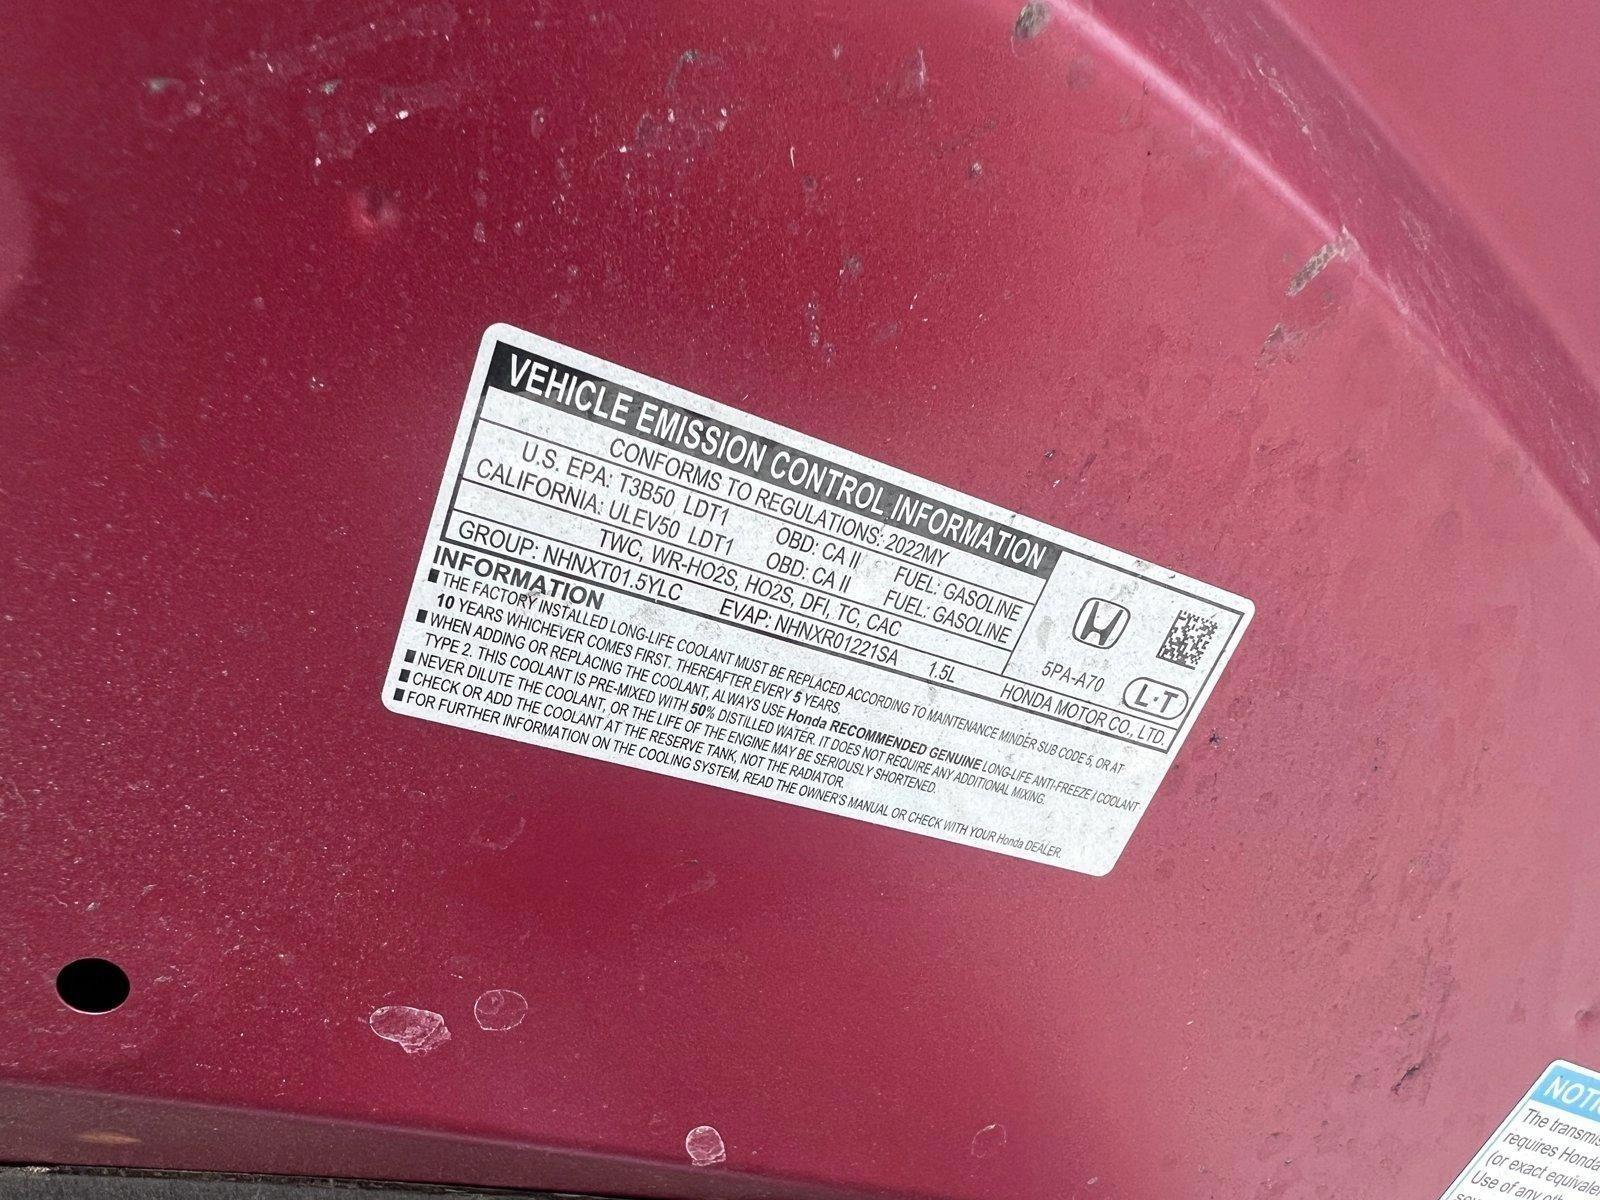 VEHICLE EMISSION CONTROL INFORMATION
CONFORMS TO REGULATIONS: 2022MY
U.S. EPA: T3B50 LDT1 OBD: CA II FUEL: GASOLINE
CALIFORNIA: ULEV50 LDT1 OBD: CA II FUEL: GASOLINE
TWC, WR-HO2S, HO2S, DFI, TC, CAC
GROUP: NHNXT01.5YLC EVAP: NHNXR01221SA 1.5L HONDA MOTOR CO., LTD.
5PA-A70
L·T
INFORMATION
■ THE FACTORY INSTALLED LONG-LIFE COOLANT MUST BE REPLACED ACCORDING TO MAINTENANCE MINDER SUB CODE 5, OR AT
10 YEARS WHICHEVER COMES FIRST. THEREAFTER EVERY 5 YEARS
■ WHEN ADDING OR REPLACING THE COOLANT, ALWAYS USE Honda RECOMMENDED GENUINE LONG-LIFE ANTI-FREEZE / COOLANT
TYPE 2. THIS COOLANT IS PRE-MIXED WITH 50% DISTILLED WATER. IT DOES NOT REQUIRE ANY ADDITIONAL MIXING.
■ NEVER DILUTE THE COOLANT, OR THE LIFE OF THE ENGINE MAY BE SERIOUSLY SHORTENED.
■ CHECK OR ADD THE COOLANT AT THE RESERVE TANK, NOT THE RADIATOR.
■ FOR FURTHER INFORMATION ON THE COOLING SYSTEM, READ THE OWNER'S MANUAL OR CHECK WITH YOUR Honda DEALER.
NOTI
The transmis
requires Honda
(or exact equivale
Use of any oth